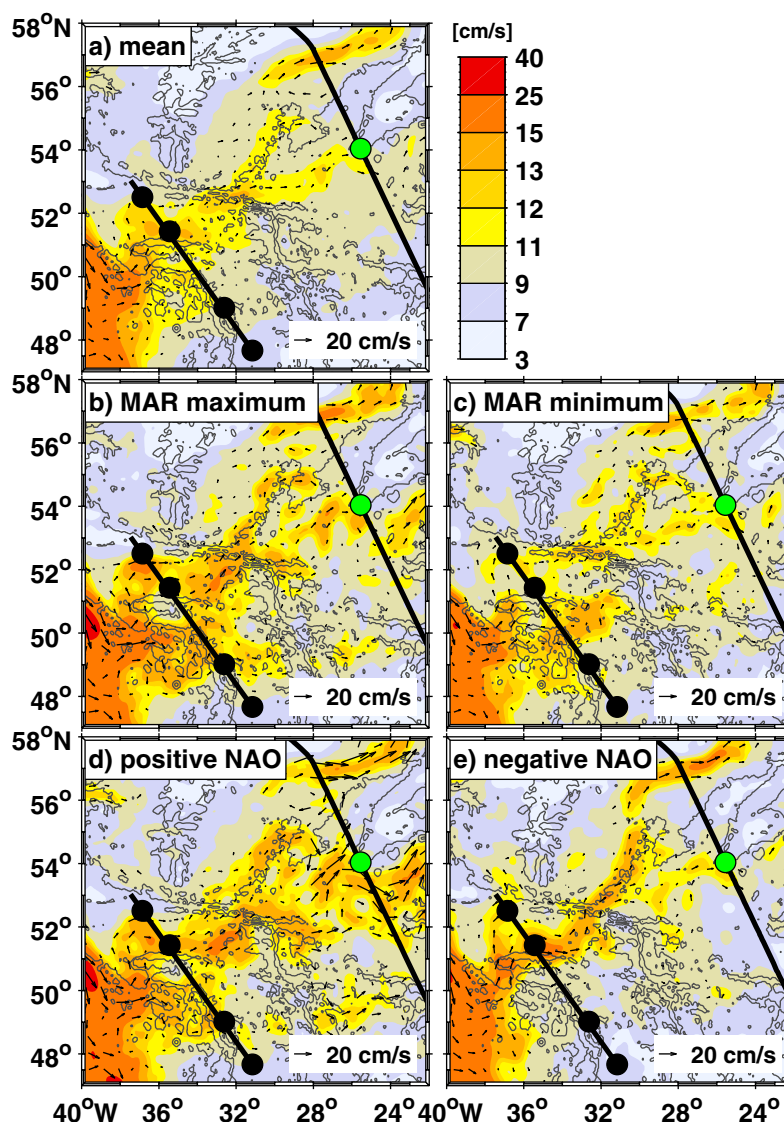 58°N
a) mean
56°
54°
52°
50°
48°
20 cm/s
[cm/s]
40
25
15
13
12
11
9
7
3
58°N
b) MAR maximum
56°
54°
52°
50°
48°
20 cm/s
c) MAR minimum
20 cm/s
58°N
d) positive NAO
56°
54°
52°
50°
48°
20 cm/s
e) negative NAO
20 cm/s
40°W 36° 32° 28° 24° 40°W 36° 32° 28° 24°